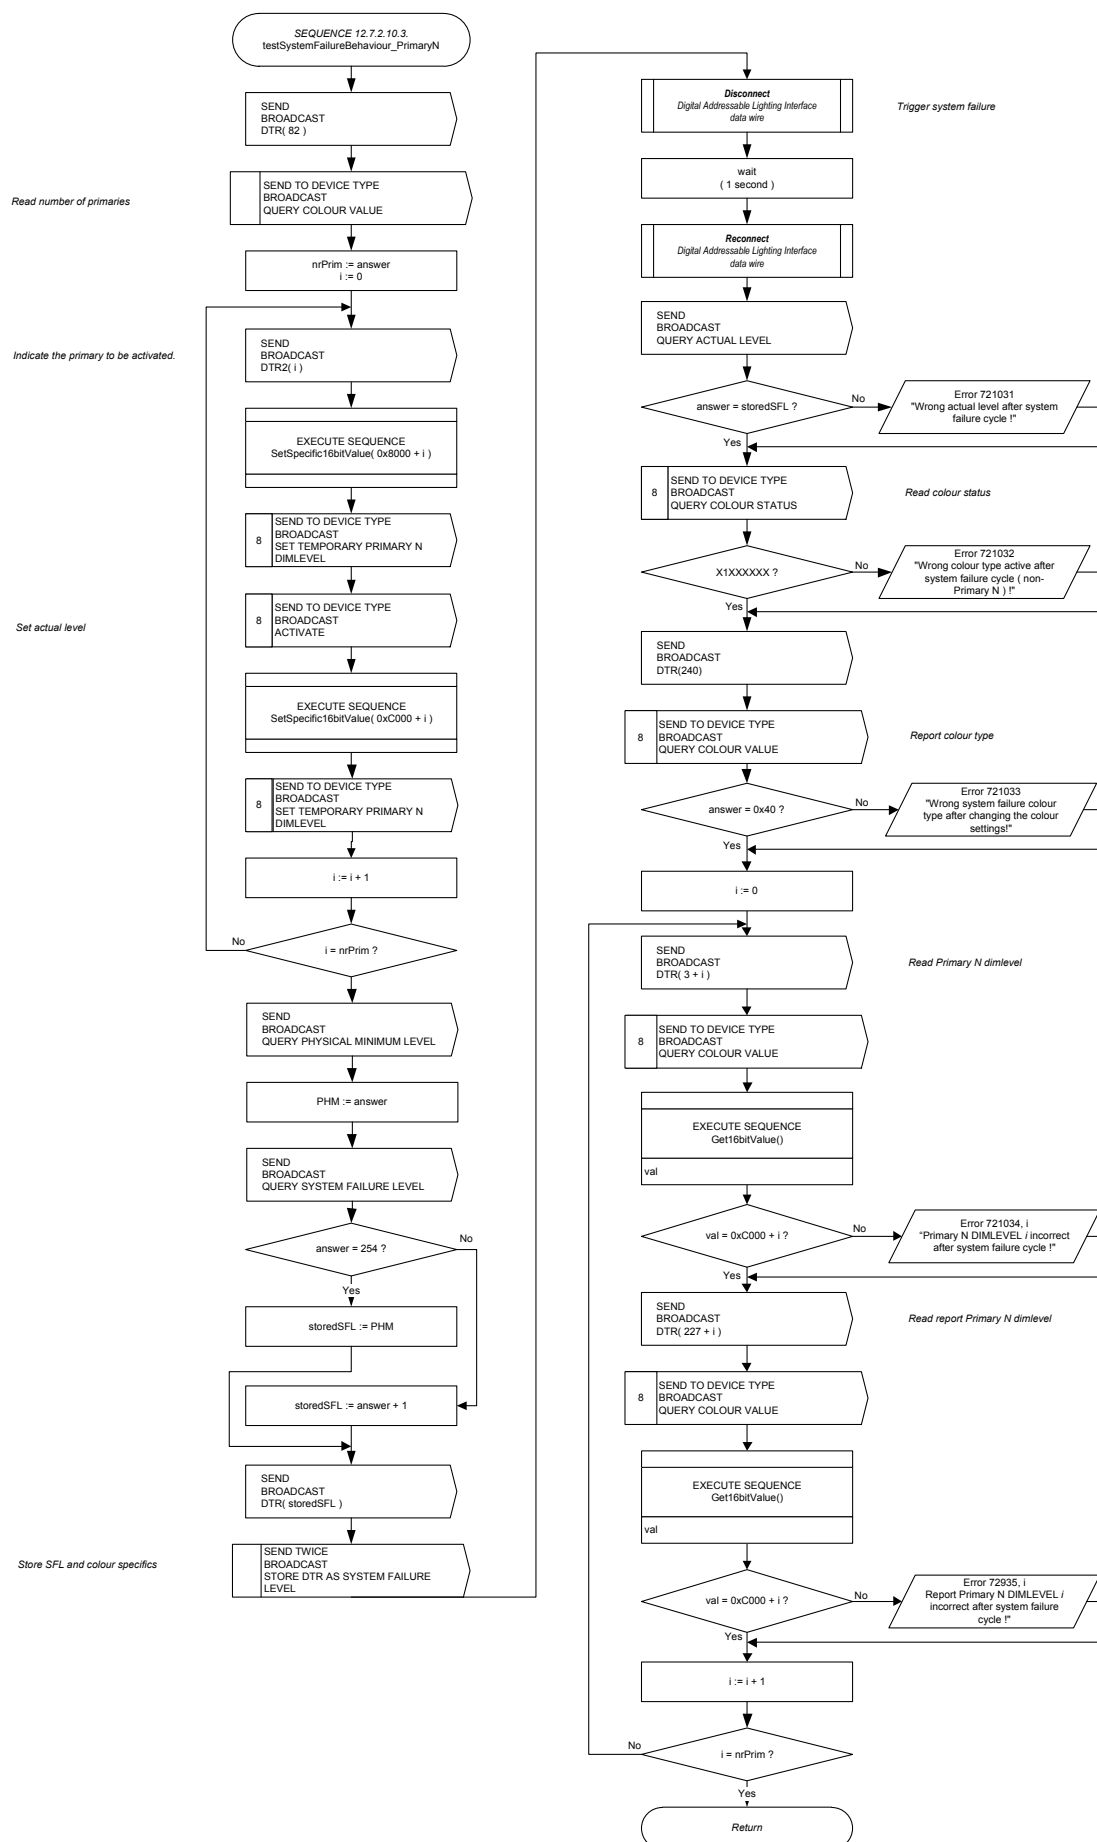 SEQUENCE 12.7.2.10.3.
testSystemFailureBehaviour_PrimaryN
SEND
BROADCAST
DTR( 82 )
Read number of primaries
SEND TO DEVICE TYPE
BROADCAST
QUERY COLOUR VALUE
nrPrim := answer
i := 0
Indicate the primary to be activated.
SEND
BROADCAST
DTR2( i )
EXECUTE SEQUENCE
SetSpecific16bitValue( 0x8000 + i )
8
SEND TO DEVICE TYPE
BROADCAST
SET TEMPORARY PRIMARY N
DIMLEVEL
Set actual level
8
SEND TO DEVICE TYPE
BROADCAST
ACTIVATE
EXECUTE SEQUENCE
SetSpecific16bitValue( 0xC000 + i )
8
SEND TO DEVICE TYPE
BROADCAST
SET TEMPORARY PRIMARY N
DIMLEVEL
i := i + 1
No
i = nrPrim ?
SEND
BROADCAST
QUERY PHYSICAL MINIMUM LEVEL
PHM := answer
SEND
BROADCAST
QUERY SYSTEM FAILURE LEVEL
No
answer = 254 ?
Yes
storedSFL := PHM
storedSFL := answer + 1
SEND
BROADCAST
DTR( storedSFL )
Store SFL and colour specifics
SEND TWICE
BROADCAST
STORE DTR AS SYSTEM FAILURE
LEVEL
Disconnect
Digital Addressable Lighting Interface
data wire
Trigger system failure
wait
( 1 second )
Reconnect
Digital Addressable Lighting Interface
data wire
SEND
BROADCAST
QUERY ACTUAL LEVEL
answer = storedSFL ?
No
Error 721031
"Wrong actual level after system
failure cycle !"
Yes
8
SEND TO DEVICE TYPE
BROADCAST
QUERY COLOUR STATUS
Read colour status
X1XXXXXX ?
No
Error 721032
"Wrong colour type active after
system failure cycle ( non-
Primary N ) !"
Yes
SEND
BROADCAST
DTR(240)
8
SEND TO DEVICE TYPE
BROADCAST
QUERY COLOUR VALUE
Report colour type
answer = 0x40 ?
No
Error 721033
"Wrong system failure colour
type after changing the colour
settings!"
Yes
i := 0
SEND
BROADCAST
DTR( 3 + i )
Read Primary N dimlevel
8
SEND TO DEVICE TYPE
BROADCAST
QUERY COLOUR VALUE
EXECUTE SEQUENCE
Get16bitValue()
val
val = 0xC000 + i ?
No
Error 721034, i
“Primary N DIMLEVEL i incorrect
after system failure cycle !"
Yes
SEND
BROADCAST
DTR( 227 + i )
Read report Primary N dimlevel
8
SEND TO DEVICE TYPE
BROADCAST
QUERY COLOUR VALUE
EXECUTE SEQUENCE
Get16bitValue()
val
val = 0xC000 + i ?
No
Error 72935, i
Report Primary N DIMLEVEL i
incorrect after system failure
cycle !"
Yes
i := i + 1
No
i = nrPrim ?
Yes
Return